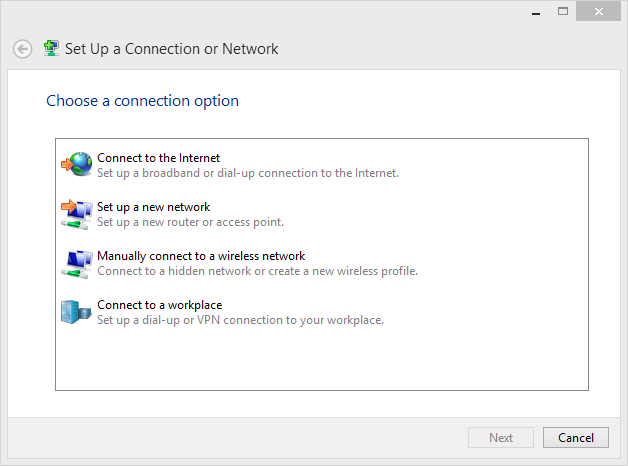 Set Up a Connection or Network
Choose a connection option
Connect to the Internet
Set up a broadband or dial-up connection to the Internet.
Set up a new network
Set up a new router or access point.
Manually connect to a wireless network
Connect to a hidden network or create a new wireless profile.
Connect to a workplace
Set up a dial-up or VPN connection to your workplace.
Next
Cancel